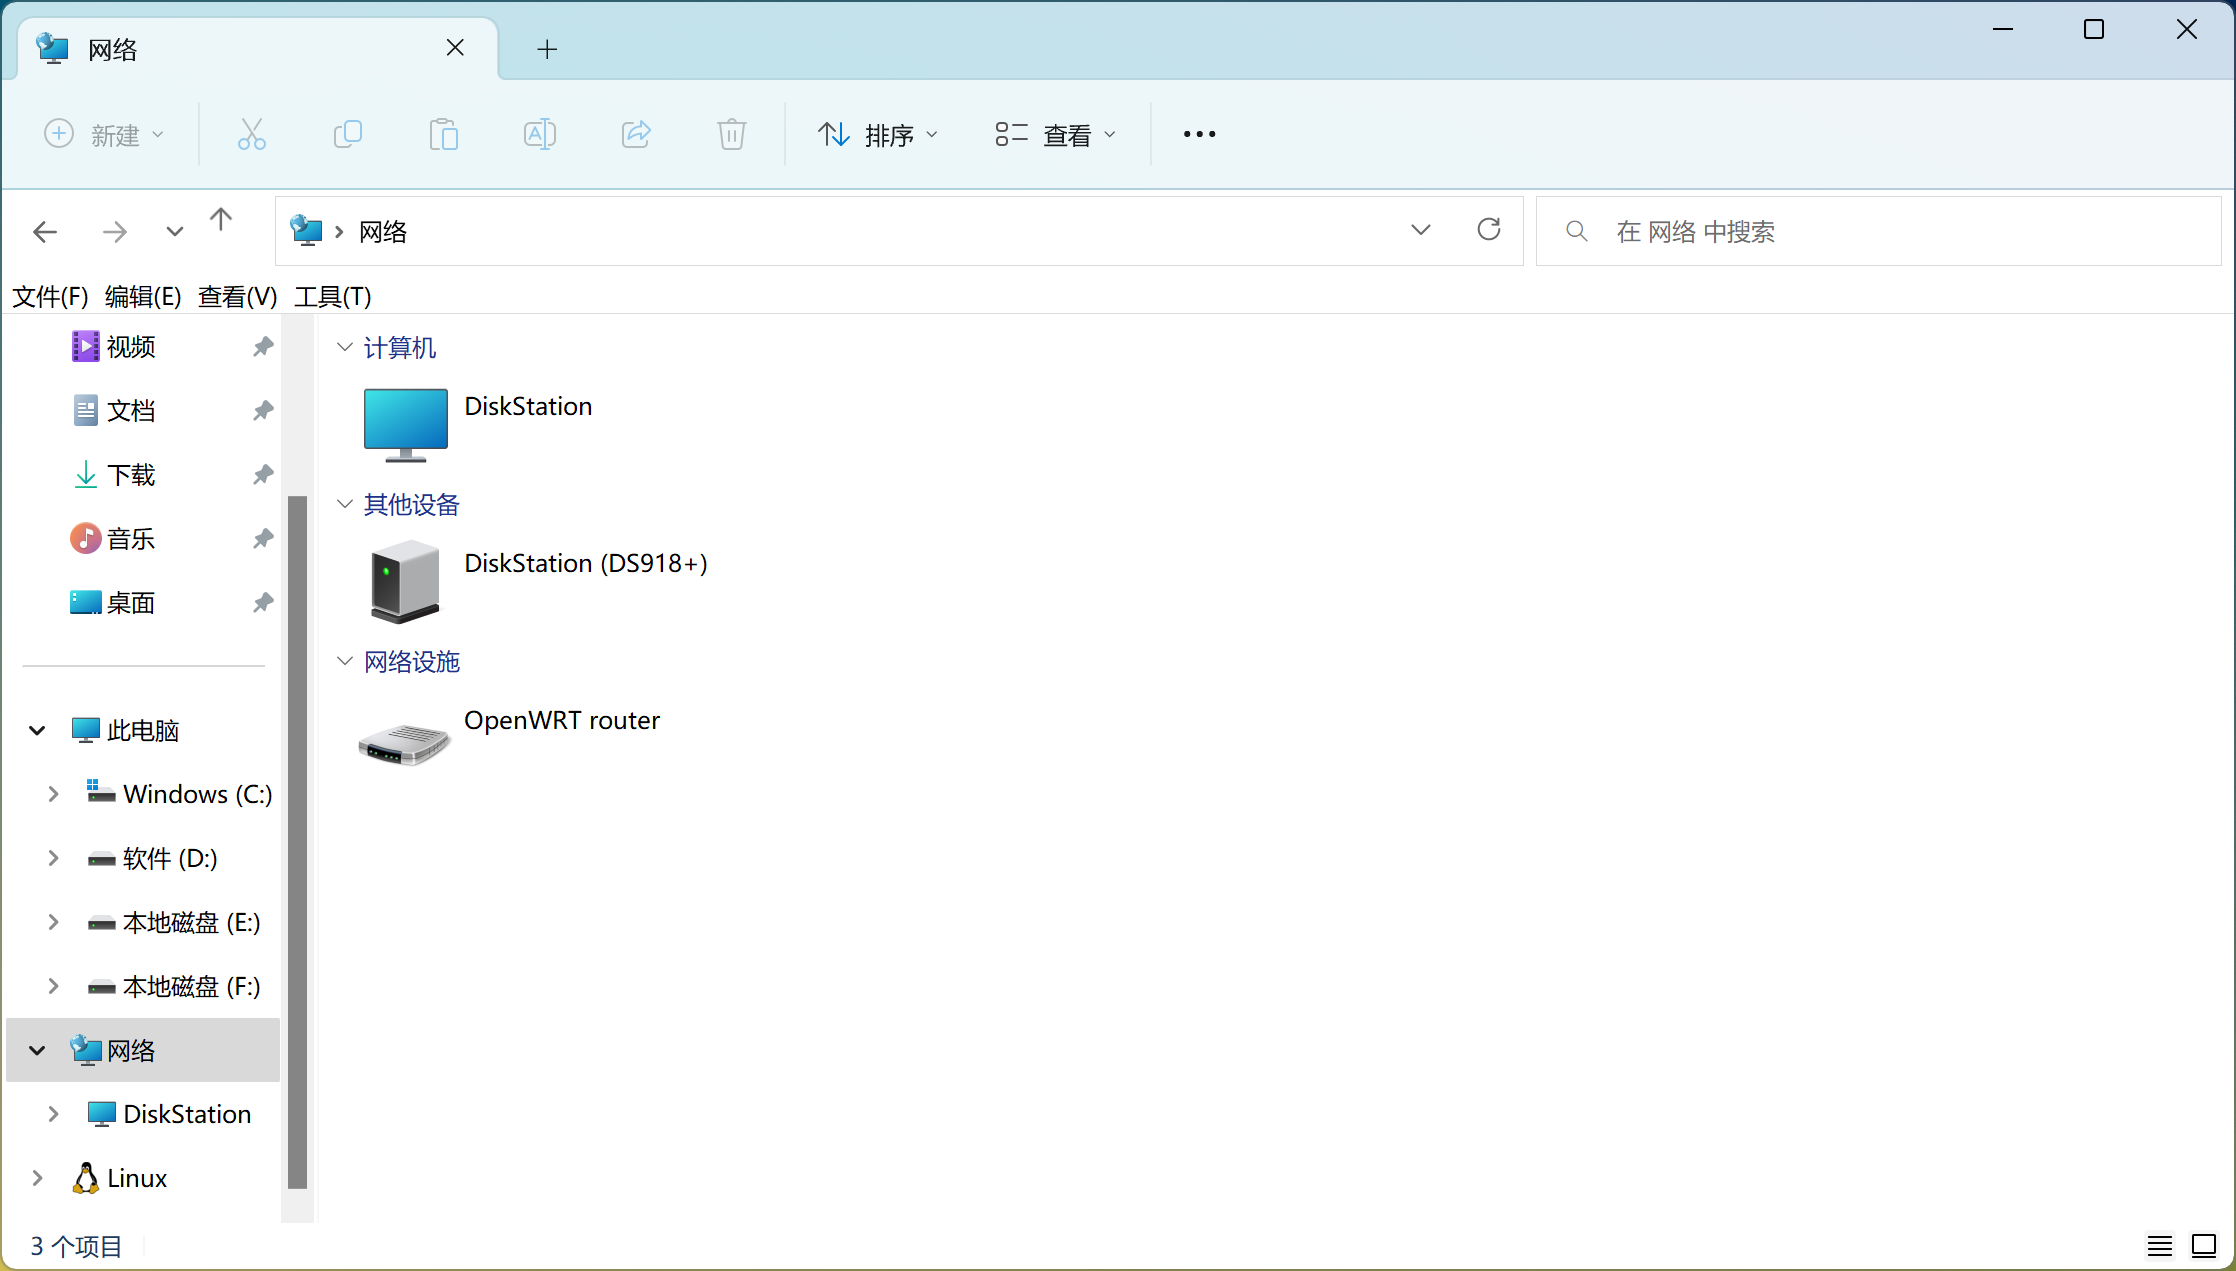 网络
新建
排序
查看
网络
在 网络 中搜索
文件(F) 编辑(E) 查看(V) 工具(T)
视频
文档
下载
音乐
桌面
此电脑
Windows (C:)
软件 (D:)
本地磁盘 (E:)
本地磁盘 (F:)
网络
DiskStation
Linux
计算机
DiskStation
其他设备
DiskStation (DS918+)
网络设施
OpenWRT router
3 个项目